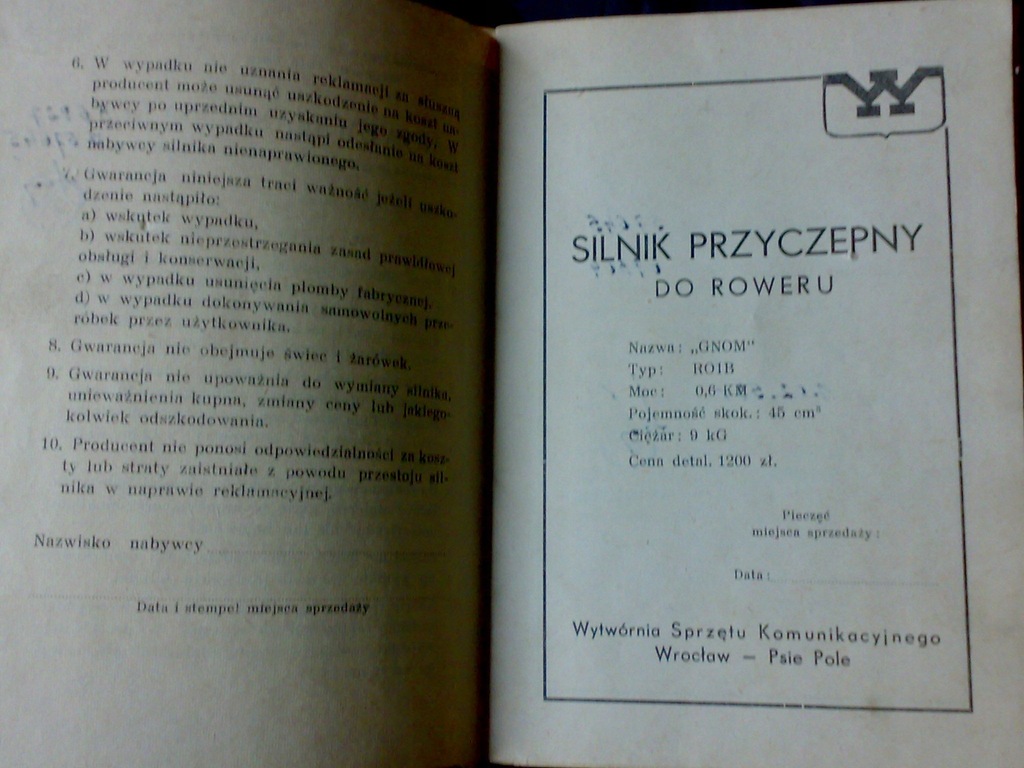 6. W wypadku nie uznania reklamacji za słuszną
producent może usunąć uszkodzenie na koszt na-
bywcy po uprzednim uzyskaniu jego zgody. W
przeciwnym wypadku nastąpi odesłanie na koszt
nabywcy silnika nienaprawionego.
7. Gwarancja niniejsza traci ważność jeżeli uszko-
dzenie nastąpiło:
a) wskutek wypadku,
b) wskutek nieprzestrzegania zasad prawidłowej
obsługi i konserwacji,
c) w wypadku usunięcia plomby fabrycznej,
d) w wypadku dokonywania samowolnych prze-
róbek przez użytkownika.
8. Gwarancja nie obejmuje świec i żarówek.
9. Gwarancja nie upoważnia do wymiany silnika,
unieważnienia kupna, zmiany ceny lub jakiego-
kolwiek odszkodowania.
10. Producent nie ponosi odpowiedzialności za kosz-
ty lub straty zaistniałe z powodu przestoju sil-
nika w naprawie reklamacyjnej.
Nazwisko nabywcy
Data i stempel miejsca sprzedaży
W
SILNIK PRZYCZEPNY
DO ROWERU
Nazwa: „GNOM"
Typ: RO1B
Moc: 0,6 KM
Pojemność skok.: 45 cm³
Ciężar: 9 kG
Cena detal. 1200 zł.
Pieczęć
miejsca sprzedaży:
Data:
Wytwórnia Sprzętu Komunikacyjnego
Wrocław — Psie Pole